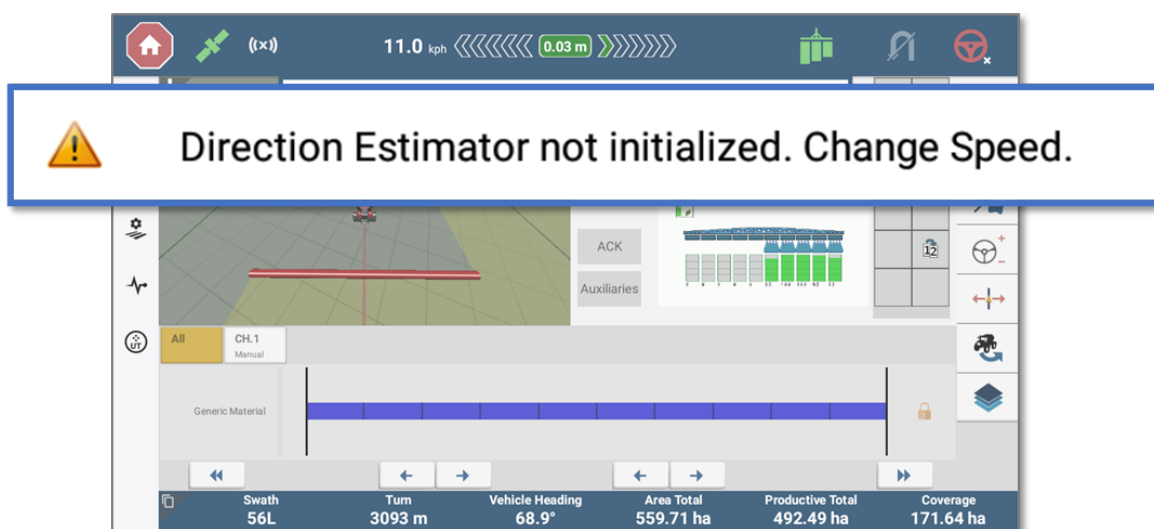 ((x))
11.0 kph
0.03 m
Direction Estimator not initialized. Change Speed.
ACK
12
Auxiliaries
UT
All
CH.1
Manual
Generic Material
Swath
Turn
Vehicle Heading
Area Total
Productive Total
Coverage
56L
3093 m
68.9°
559.71 ha
492.49 ha
171.64 ha